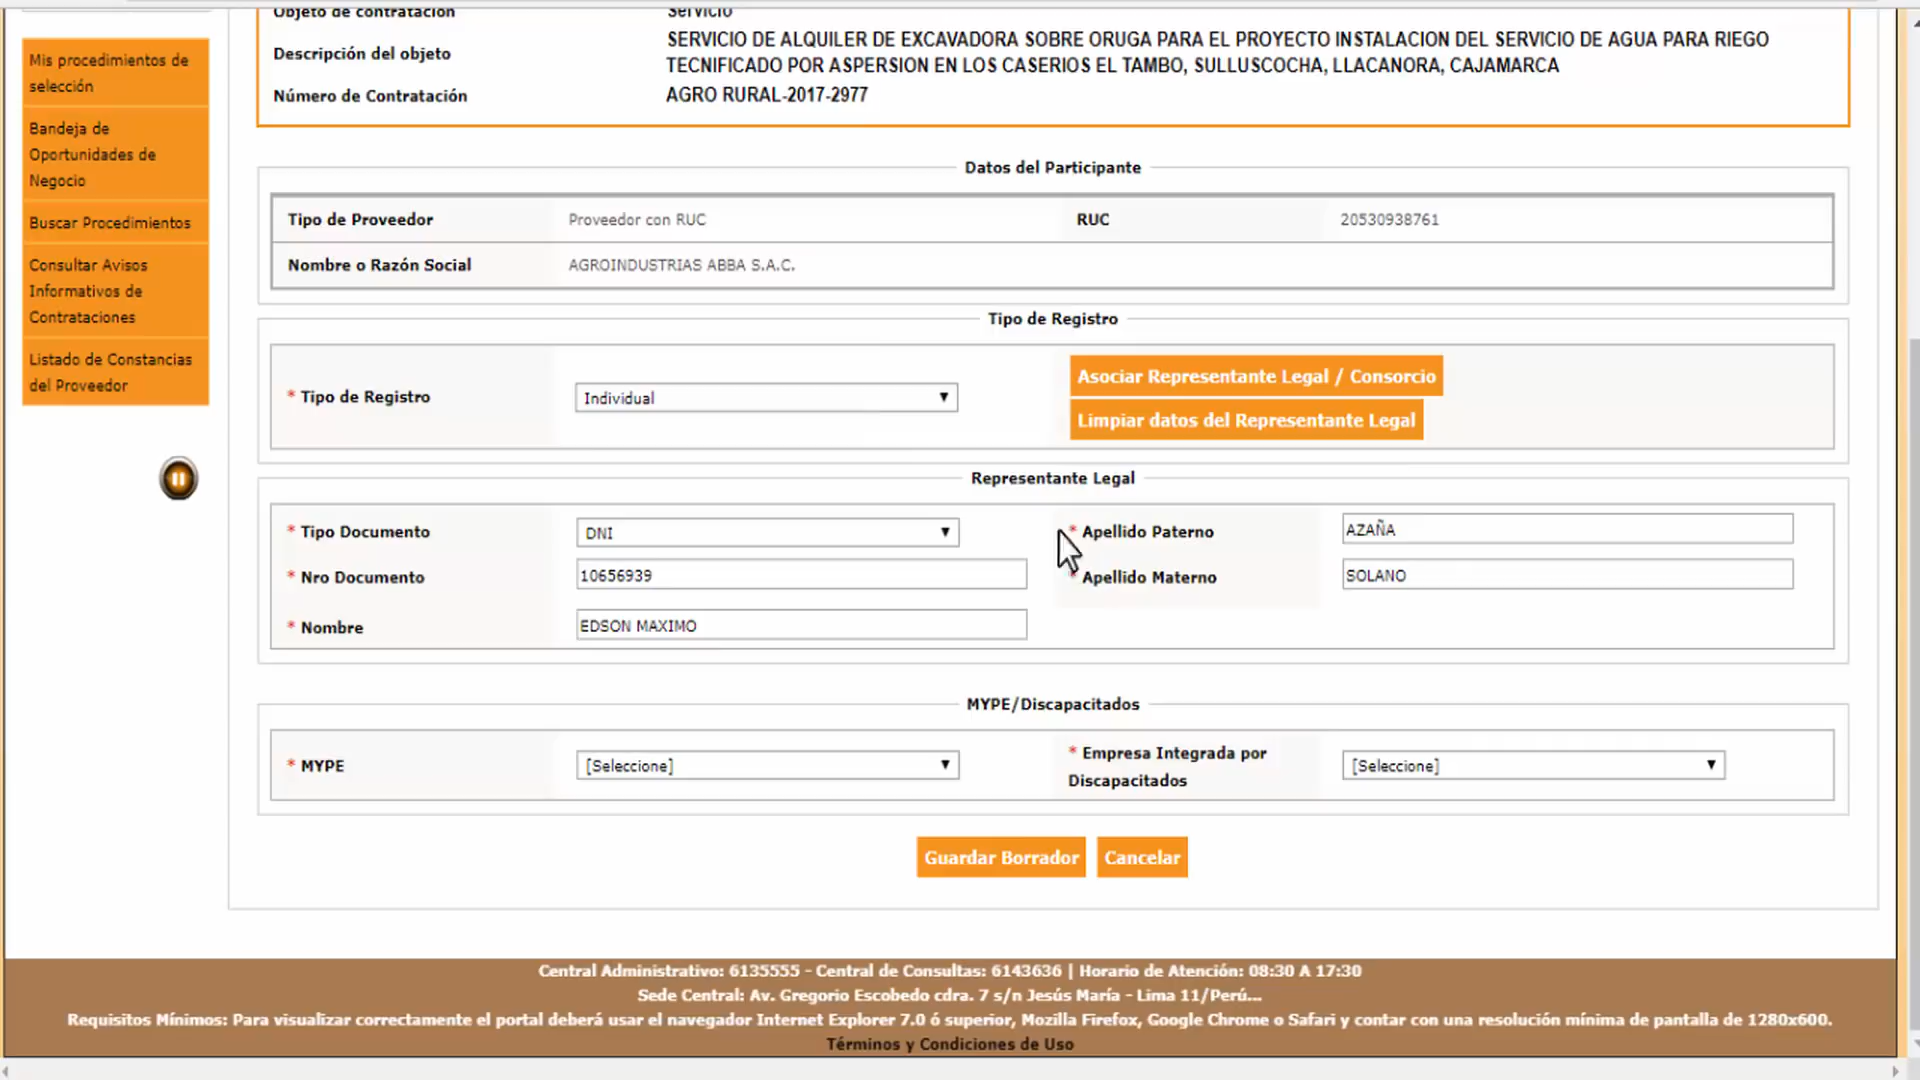 Objeto de contratación
Servicio
Descripción del objeto
SERVICIO DE ALQUILER DE EXCAVADORA SOBRE ORUGA PARA EL PROYECTO INSTALACION DEL SERVICIO DE AGUA PARA RIEGO
TECNIFICADO POR ASPERSION EN LOS CASERIOS EL TAMBO, SULLUSCOCHA, LLACANORA, CAJAMARCA
Número de Contratación
AGRO RURAL-2017-2977
Mis procedimientos de
selección
Bandeja de
Oportunidades de
Negocio
Buscar Procedimientos
Consultar Avisos
Informativos de
Contrataciones
Listado de Constancias
del Proveedor
Datos del Participante
Tipo de Proveedor
Proveedor con RUC
RUC
20530938761
Nombre o Razón Social
AGROINDUSTRIAS ABBA S.A.C.
Tipo de Registro
* Tipo de Registro
Individual
Asociar Representante Legal / Consorcio
Limpiar datos del Representante Legal
Representante Legal
* Tipo Documento
DNI
* Apellido Paterno
AZAÑA
* Nro Documento
10656939
* Apellido Materno
SOLANO
* Nombre
EDSON MAXIMO
MYPE/Discapacitados
* MYPE
[Seleccione]
* Empresa Integrada por
Discapacitados
[Seleccione]
Guardar Borrador
Cancelar
Central Administrativo: 6135555 - Central de Consultas: 6143636 | Horario de Atención: 08:30 A 17:30
Sede Central: Av. Gregorio Escobedo cdra. 7 s/n Jesús María - Lima 11/Perú...
Requisitos Mínimos: Para visualizar correctamente el portal deberá usar el navegador Internet Explorer 7.0 ó superior, Mozilla Firefox, Google Chrome o Safari y contar con una resolución mínima de pantalla de 1280x600.
Términos y Condiciones de Uso